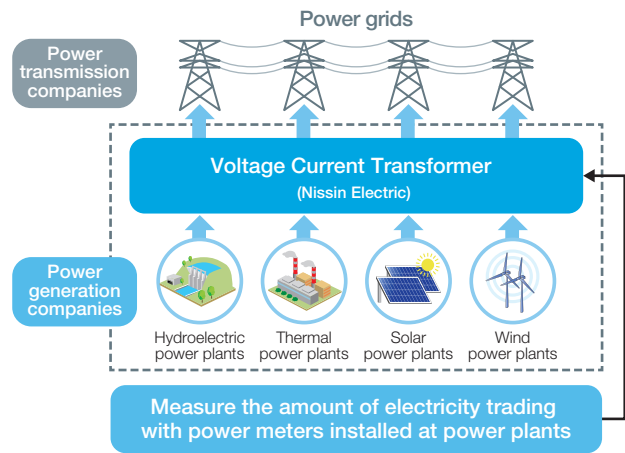 Power grids
Power
transmission
companies
Voltage Current Transformer
(Nissin Electric)
Power
generation
companies
Hydroelectric
power plants
Thermal
power plants
Solar
power plants
Wind
power plants
Measure the amount of electricity trading
with power meters installed at power plants